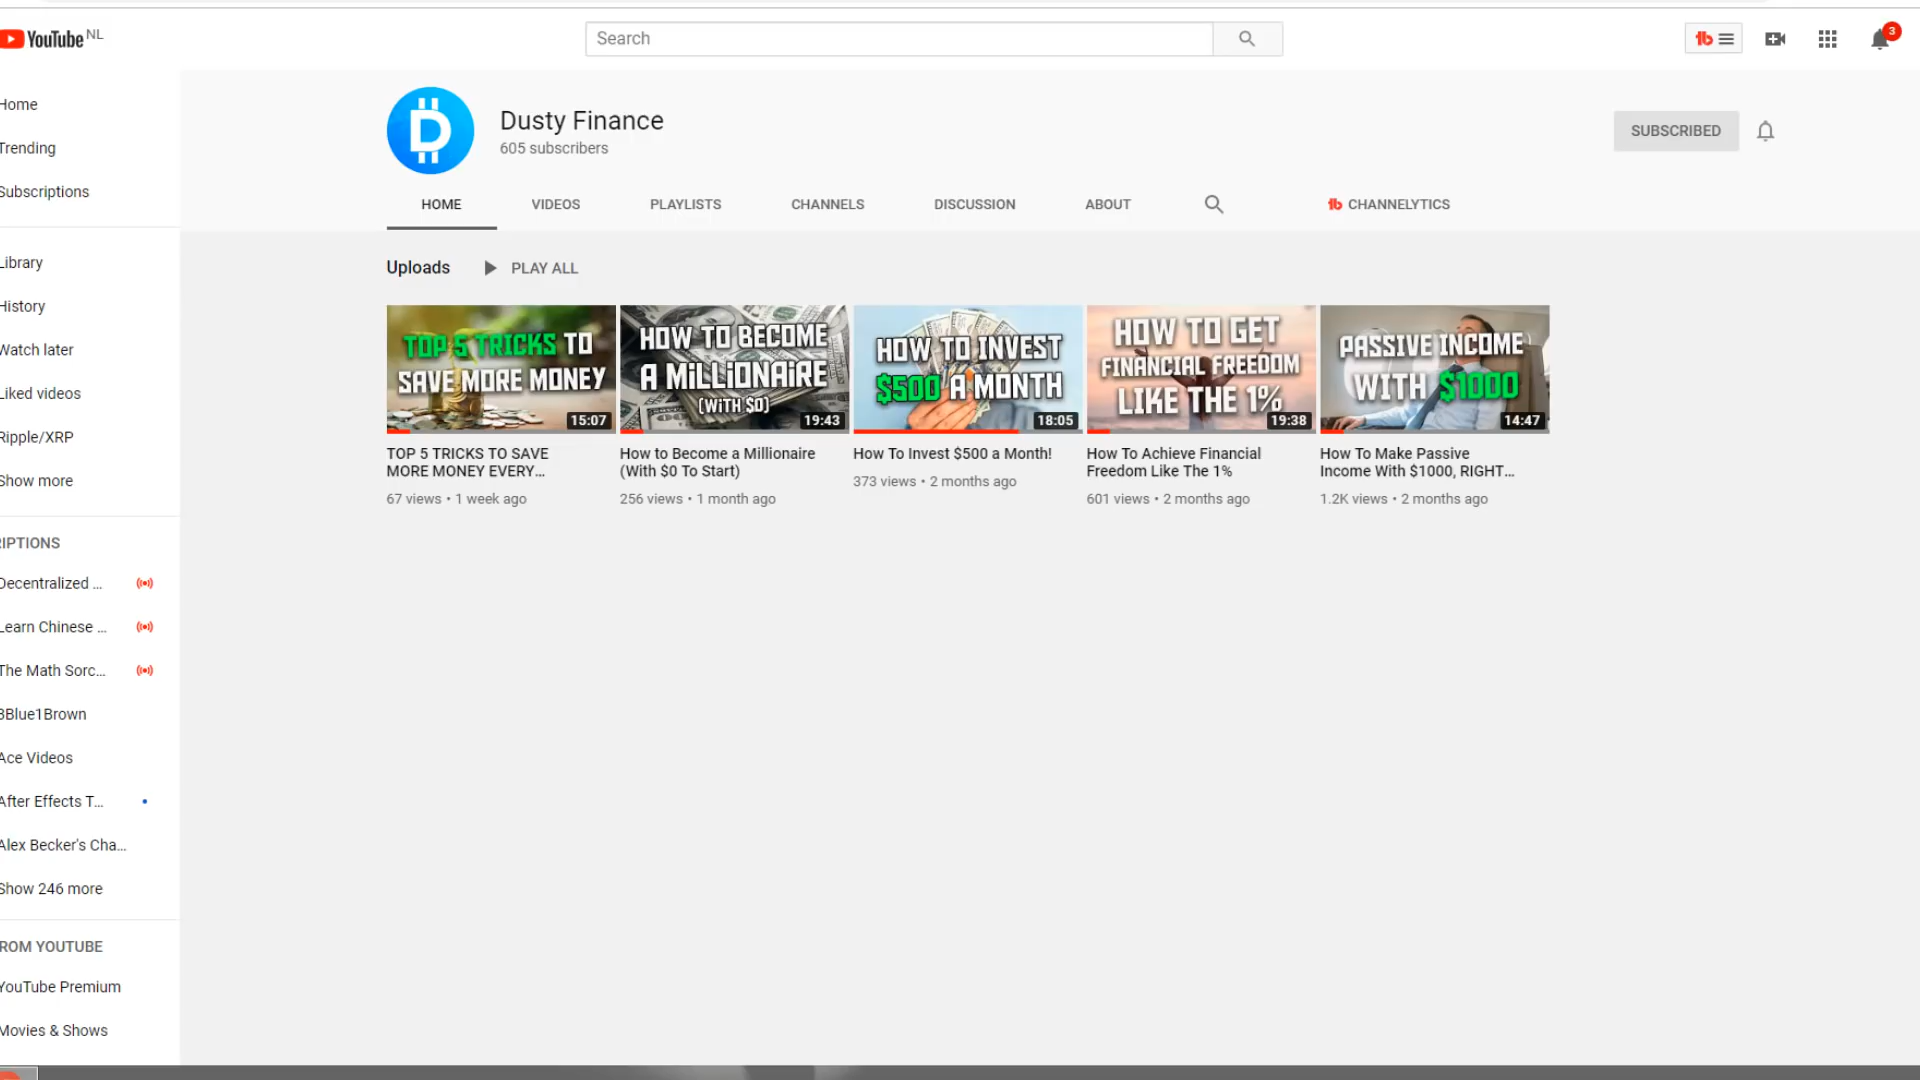 YouTube NL
Search
3
Home
Trending
Subscriptions
Library
History
Watch later
Liked videos
Ripple/XRP
Show more
RIPTIONS
Decentralized ...
Learn Chinese ...
The Math Sorc...
3Blue1Brown
Ace Videos
After Effects T...
Alex Becker's Cha...
Show 246 more
ROM YOUTUBE
YouTube Premium
Movies & Shows
Dusty Finance
605 subscribers
SUBSCRIBED
HOME VIDEOS PLAYLISTS CHANNELS DISCUSSION ABOUT CHANNELYTICS
Uploads PLAY ALL
TOP 5 TRICKS TO
SAVE MORE MONEY
15:07
TOP 5 TRICKS TO SAVE
MORE MONEY EVERY...
67 views • 1 week ago
HOW TO BECOME
A MILLIONAIRE
(WITH $0)
19:43
How to Become a Millionaire
(With $0 To Start)
256 views • 1 month ago
HOW TO INVEST
$500 A MONTH
18:05
How To Invest $500 a Month!
373 views • 2 months ago
HOW TO GET
FINANCIAL FREEDOM
LIKE THE 1%
19:38
How To Achieve Financial
Freedom Like The 1%
601 views • 2 months ago
PASSIVE INCOME
WITH $1000
14:47
How To Make Passive
Income With $1000, RIGHT...
1.2K views • 2 months ago